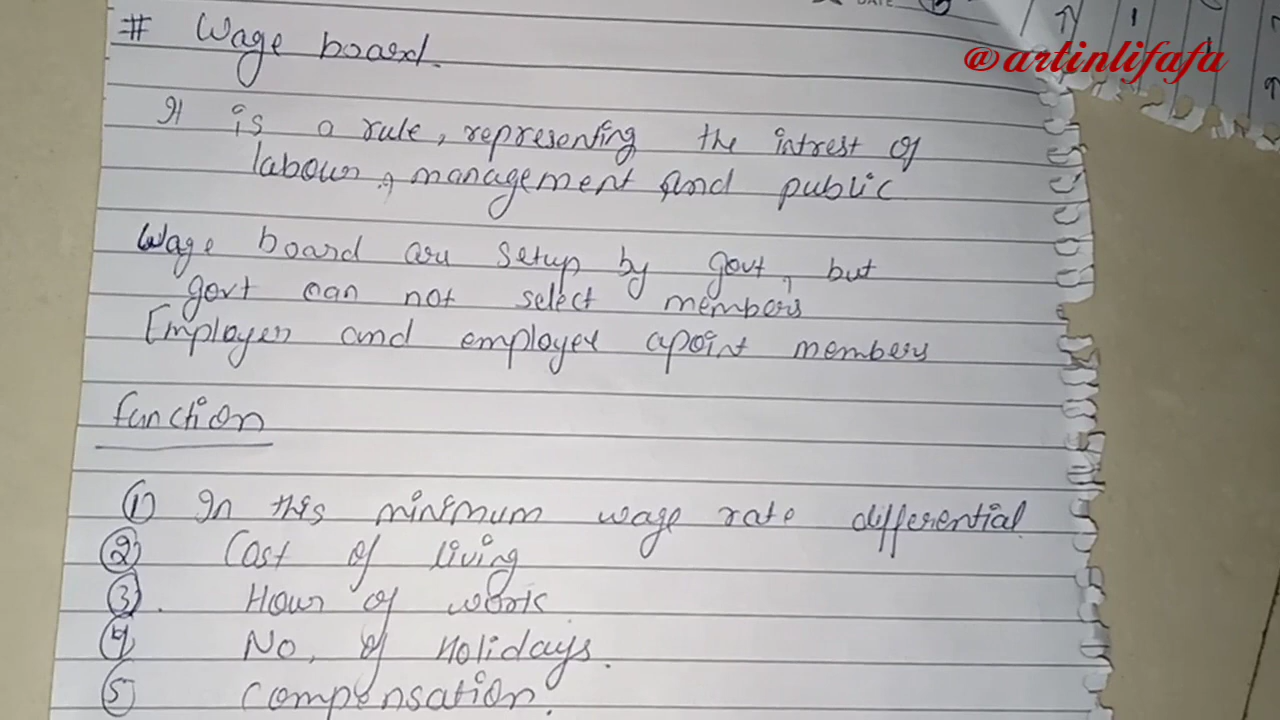 DATE
# Wage board.
@artinlifafa
It is a rule, representing the intrest of
labour, management and public
Wage board are setup by govt, but
govt can not select members
Employer and employee apoint members
function
① In this minimum wage rate differential
② Cost of living
③. Hour of work
④ No. of Holidays.
⑤ Compensation.